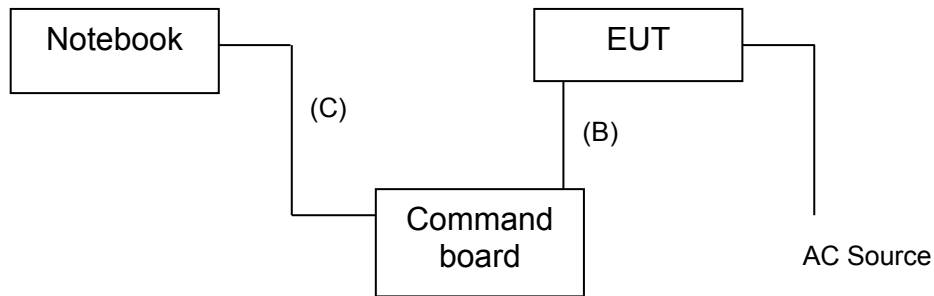 Notebook
EUT
(C)
(B)
Command
board
AC Source